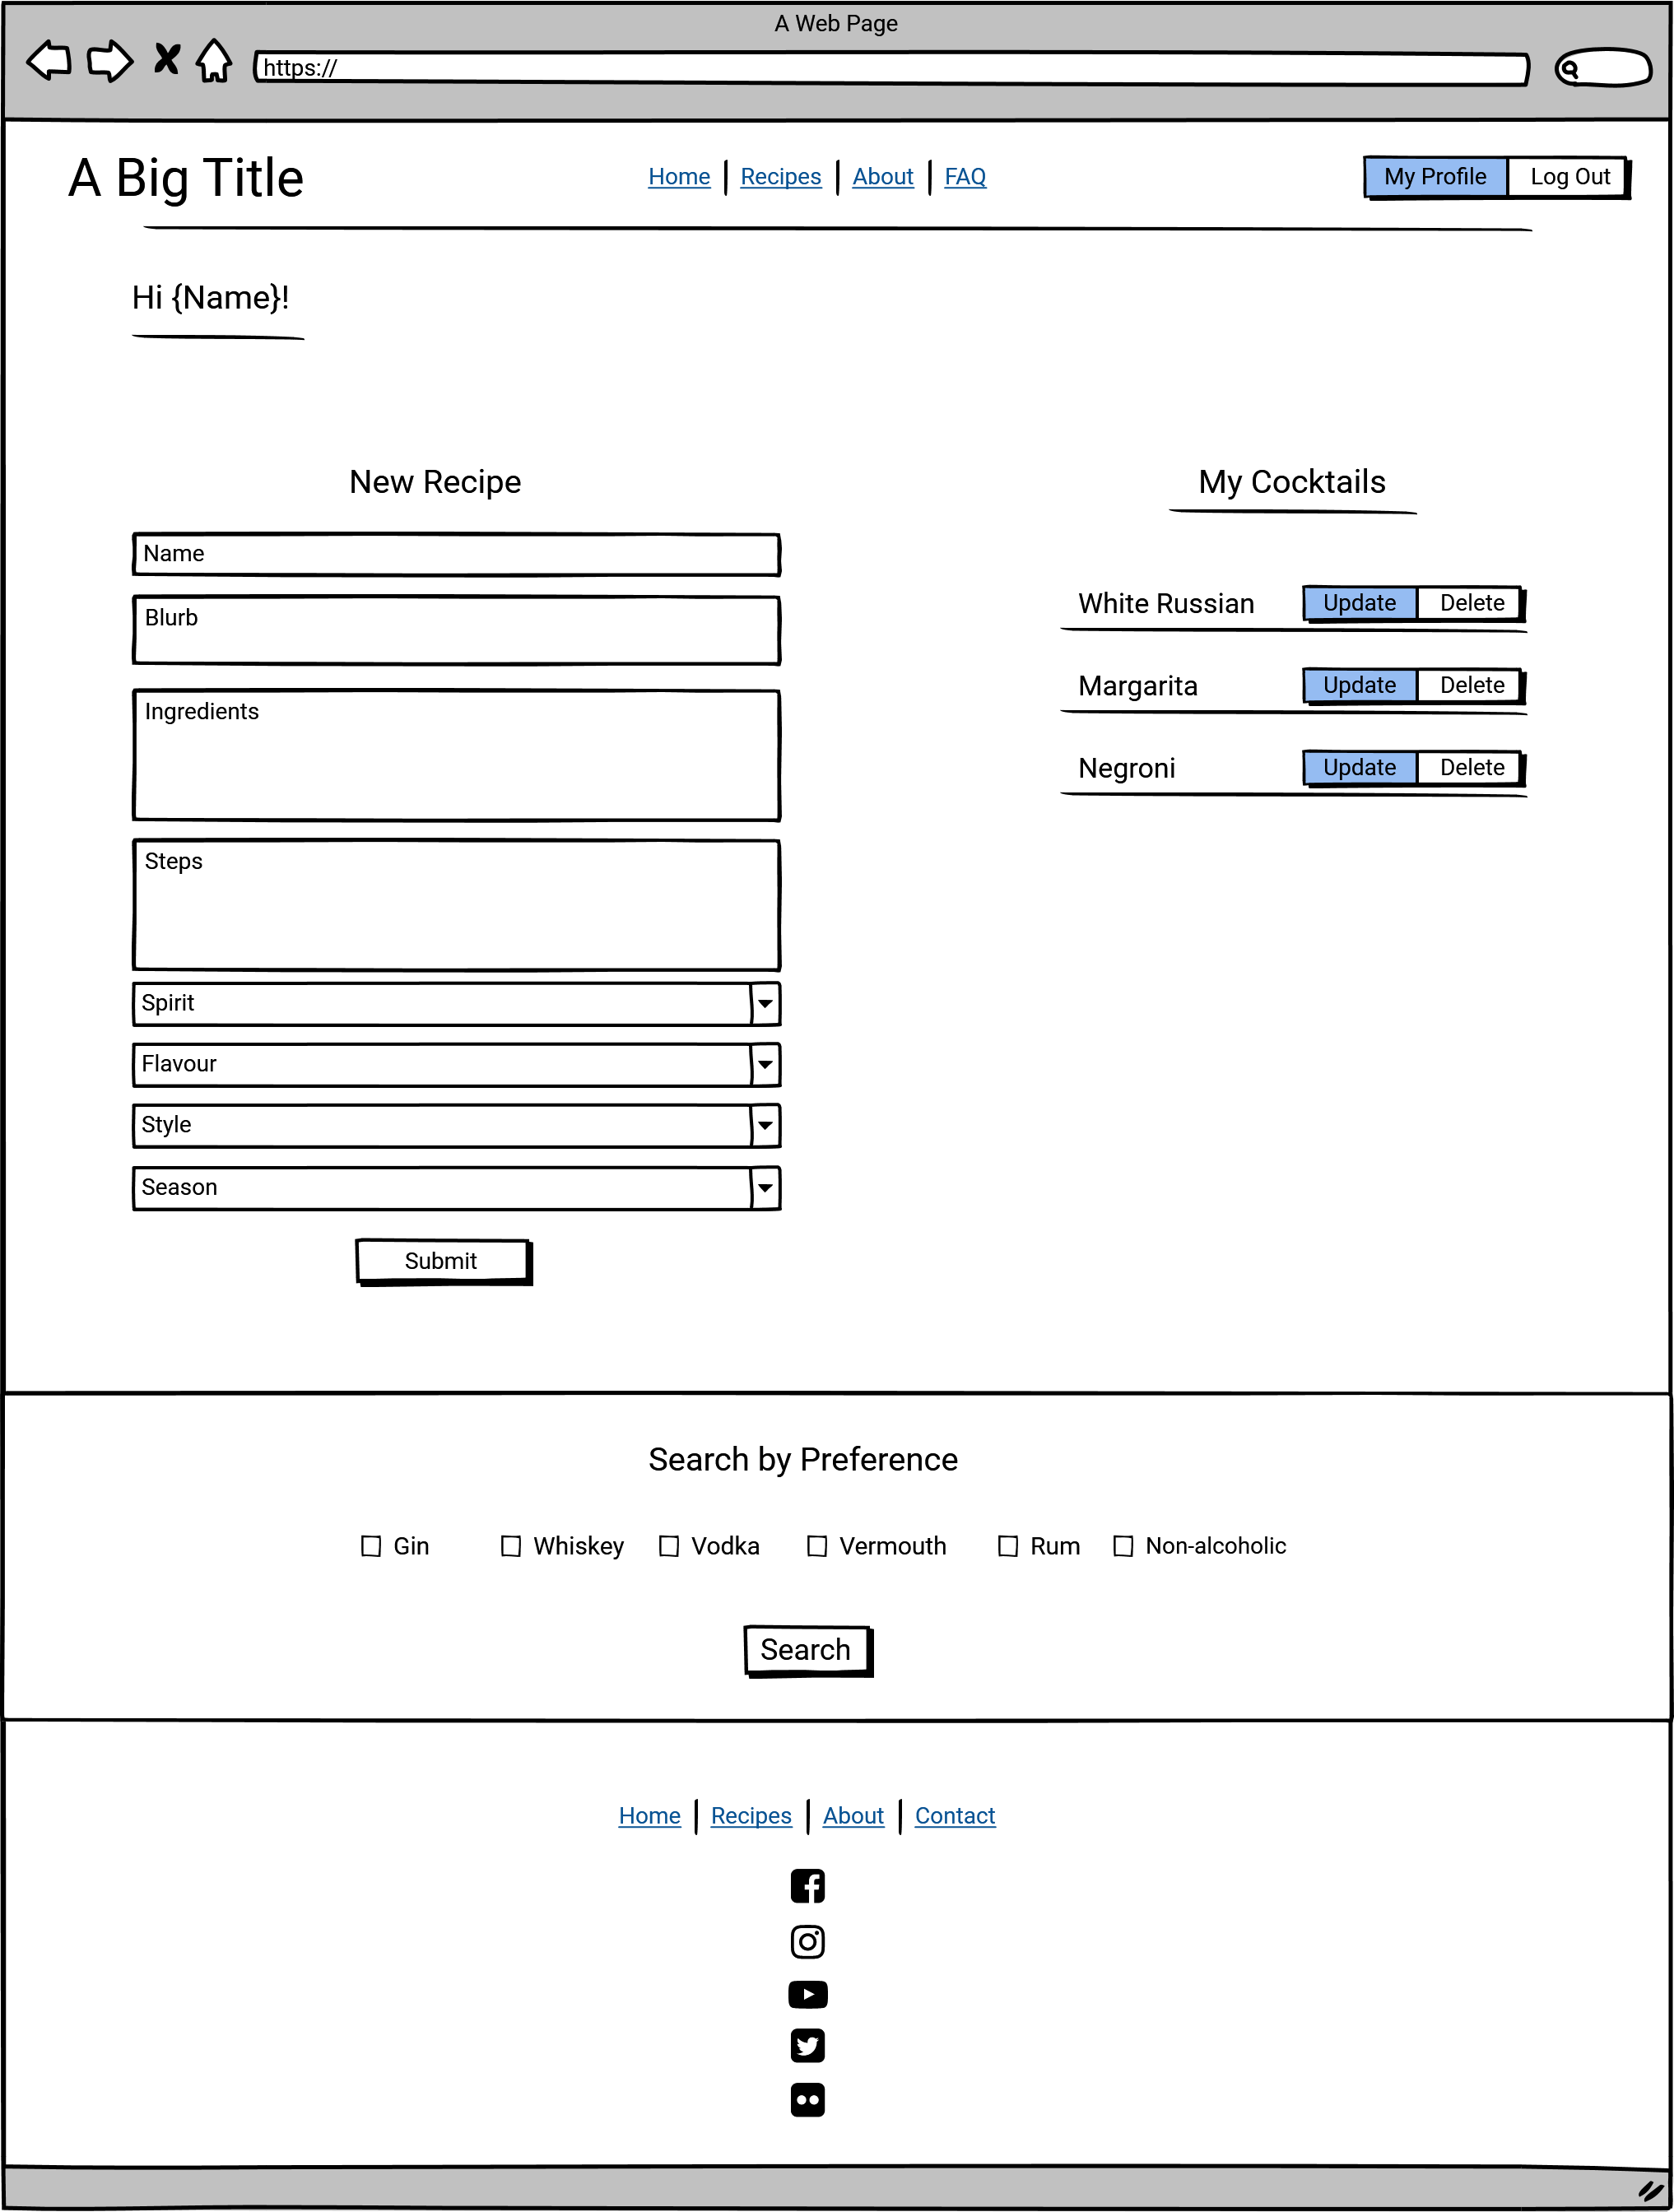 A Web Page
https://
A Big Title
Home Recipes About FAQ
My Profile Log Out
Hi {Name}!
New Recipe
Name
Blurb
Ingredients
Steps
Spirit
Flavour
Style
Season
Submit
My Cocktails
White Russian Update Delete
Margarita Update Delete
Negroni Update Delete
Search by Preference
Gin Whiskey Vodka Vermouth Rum Non-alcoholic
Search
Home Recipes About Contact